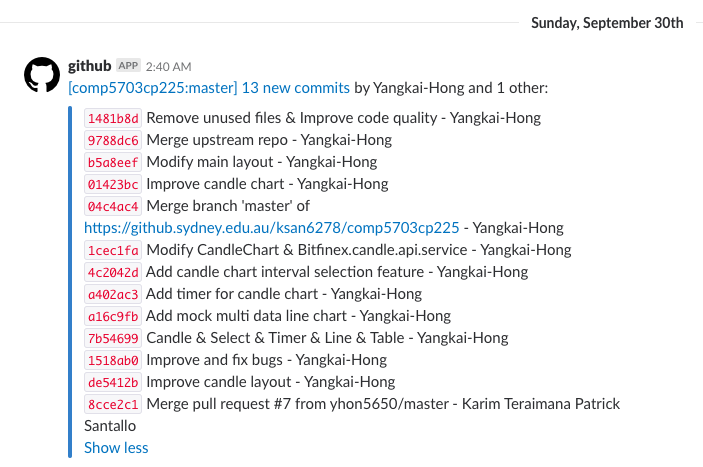 Sunday, September 30th
github APP 2:40 AM
[comp5703cp225:master] 13 new commits by Yangkai-Hong and 1 other:
1481b8d Remove unused files & Improve code quality - Yangkai-Hong
9788dc6 Merge upstream repo - Yangkai-Hong
b5a8eef Modify main layout - Yangkai-Hong
01423bc Improve candle chart - Yangkai-Hong
04c4ac4 Merge branch 'master' of
https://github.sydney.edu.au/ksan6278/comp5703cp225 - Yangkai-Hong
1cec1fa Modify CandleChart & Bitfinex.candle.api.service - Yangkai-Hong
4c2042d Add candle chart interval selection feature - Yangkai-Hong
a402ac3 Add timer for candle chart - Yangkai-Hong
a16c9fb Add mock multi data line chart - Yangkai-Hong
7b54699 Candle & Select & Timer & Line & Table - Yangkai-Hong
1518ab0 Improve and fix bugs - Yangkai-Hong
de5412b Improve candle layout - Yangkai-Hong
8cce2c1 Merge pull request #7 from yhon5650/master - Karim Teraimana Patrick
Santallo
Show less